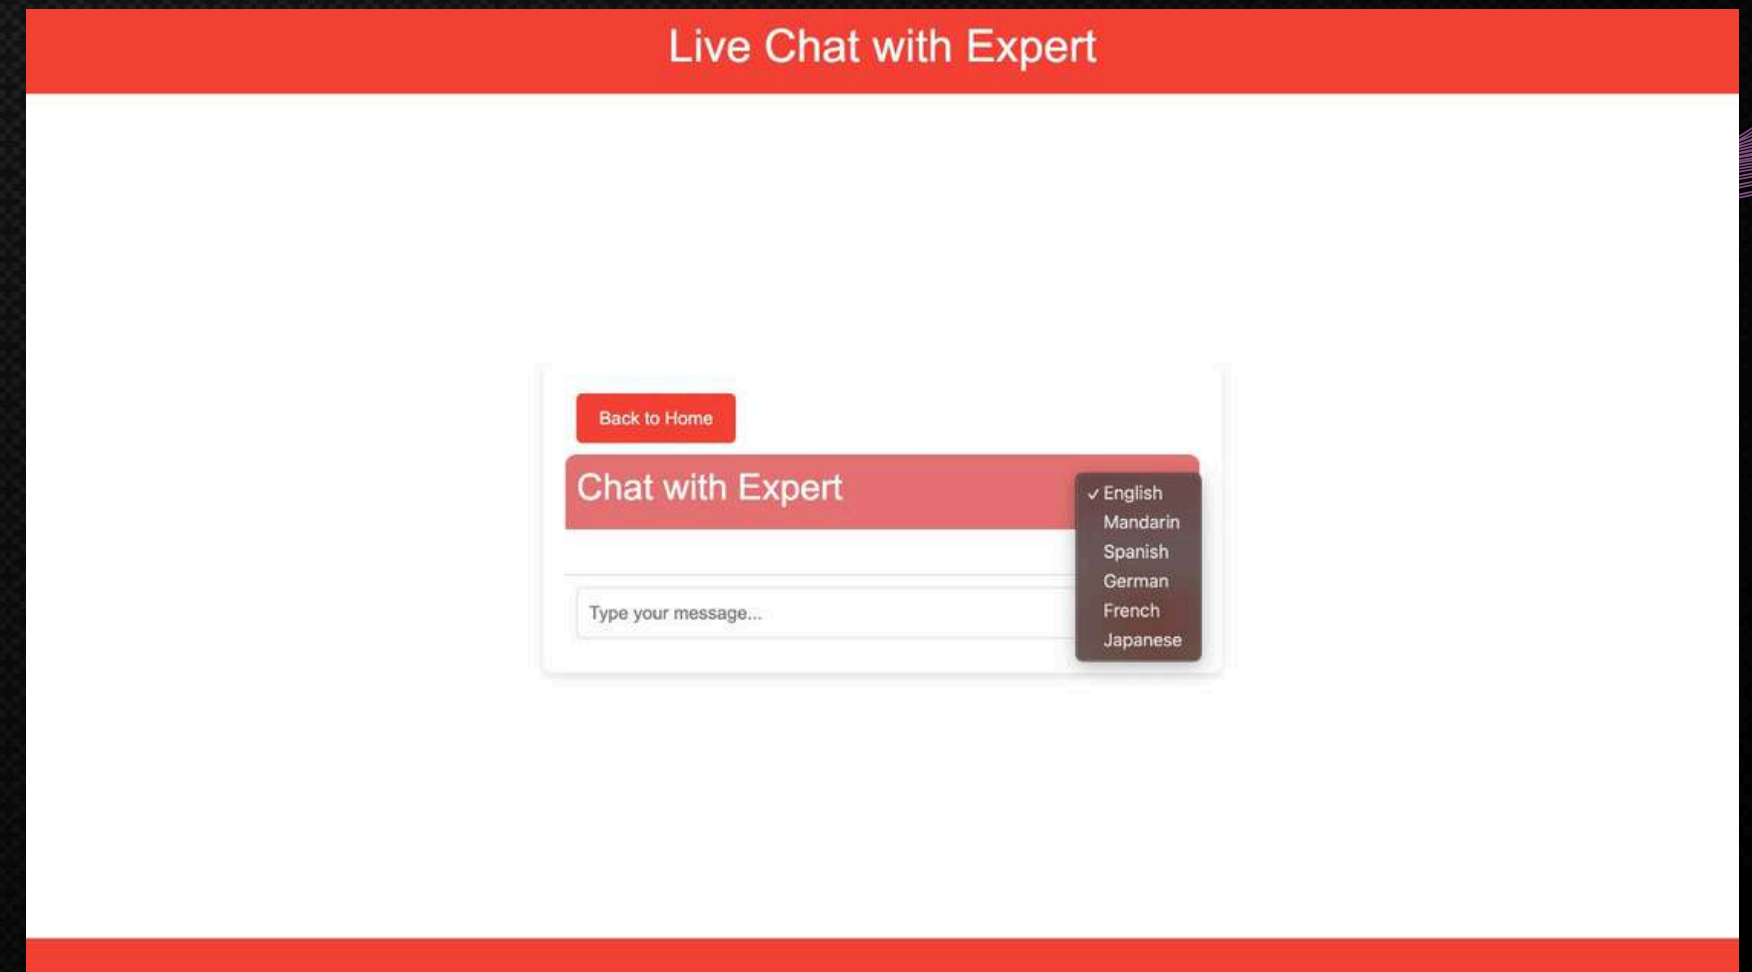 Live Chat with Expert
Back to Home
Chat with Expert
✓ English
Mandarin
Spanish
German
French
Japanese
Type your message...